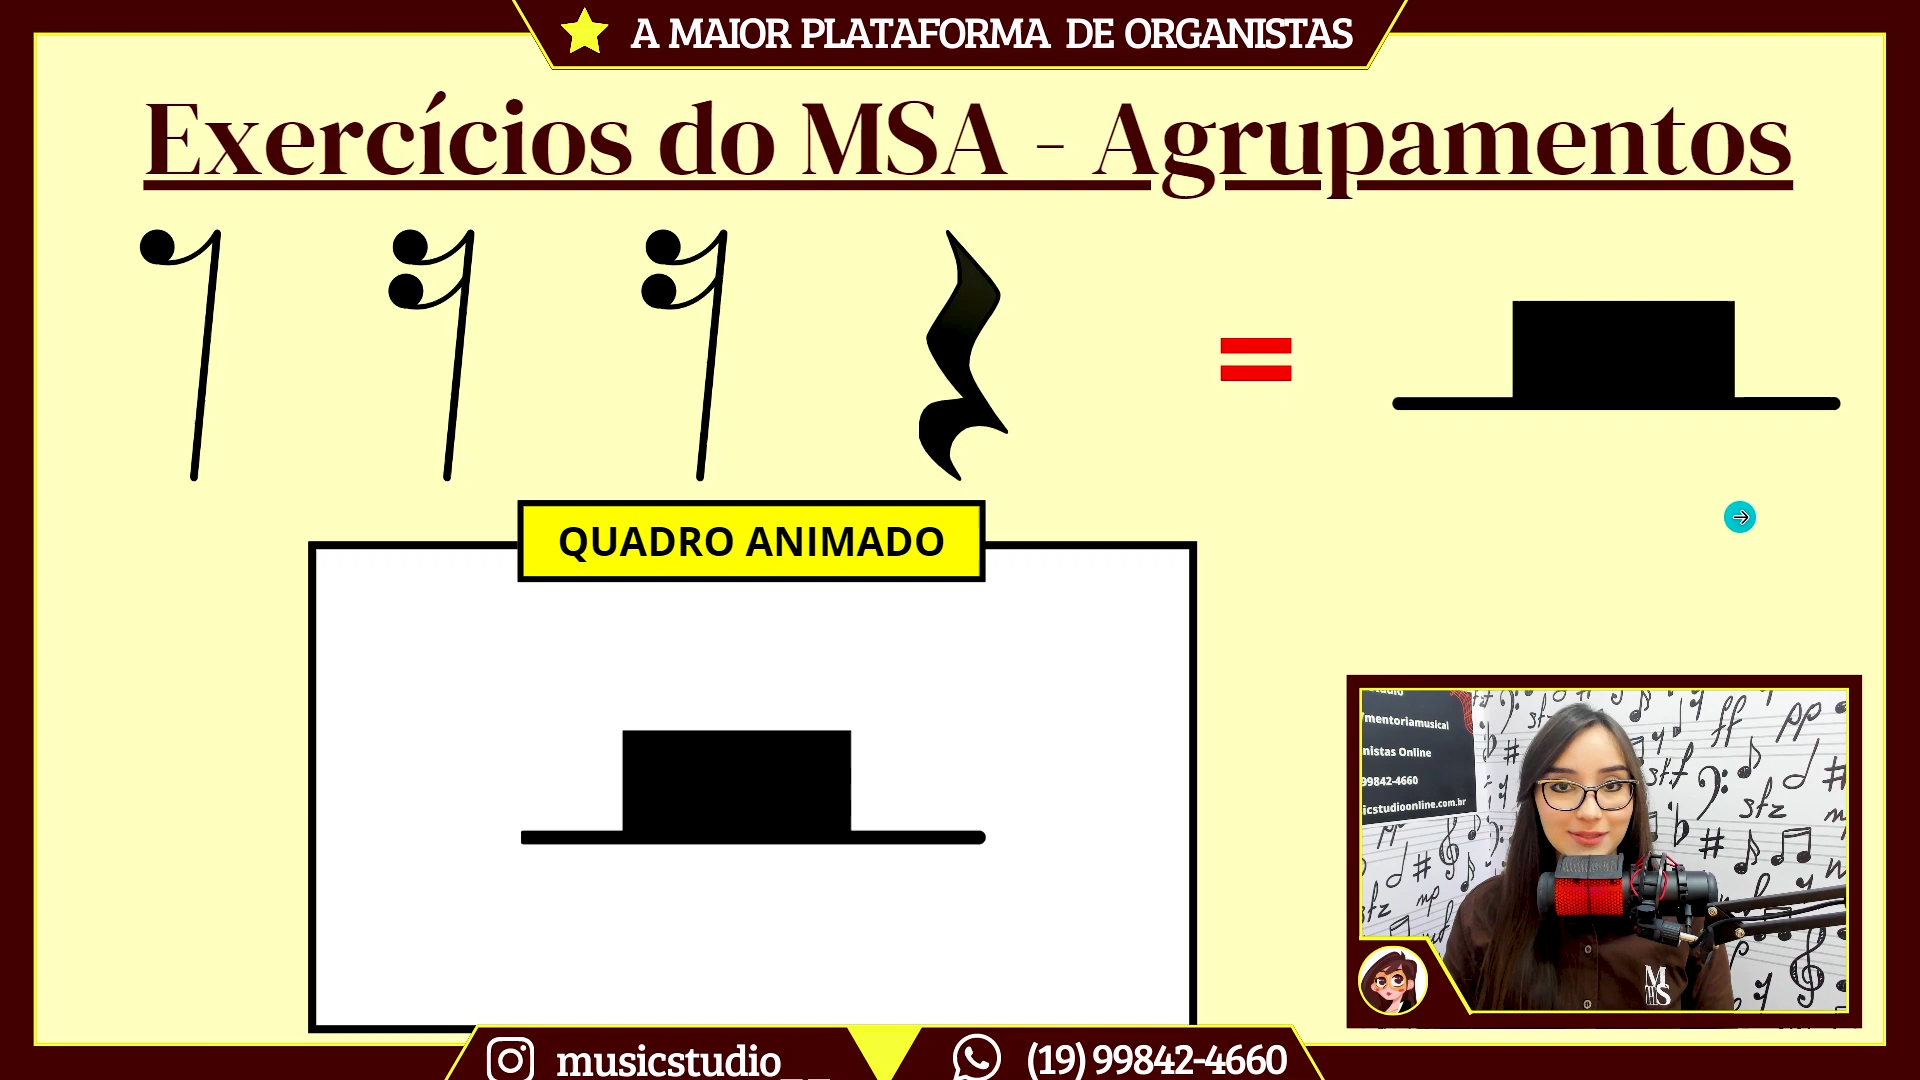 A MAIOR PLATAFORMA DE ORGANISTAS
Exercícios do MSA - Agrupamentos
QUADRO ANIMADO
/mentoriamusical
nistas Online
99842-4660
icstudioonline.com.br
musicstudio__
(19) 99842-4660